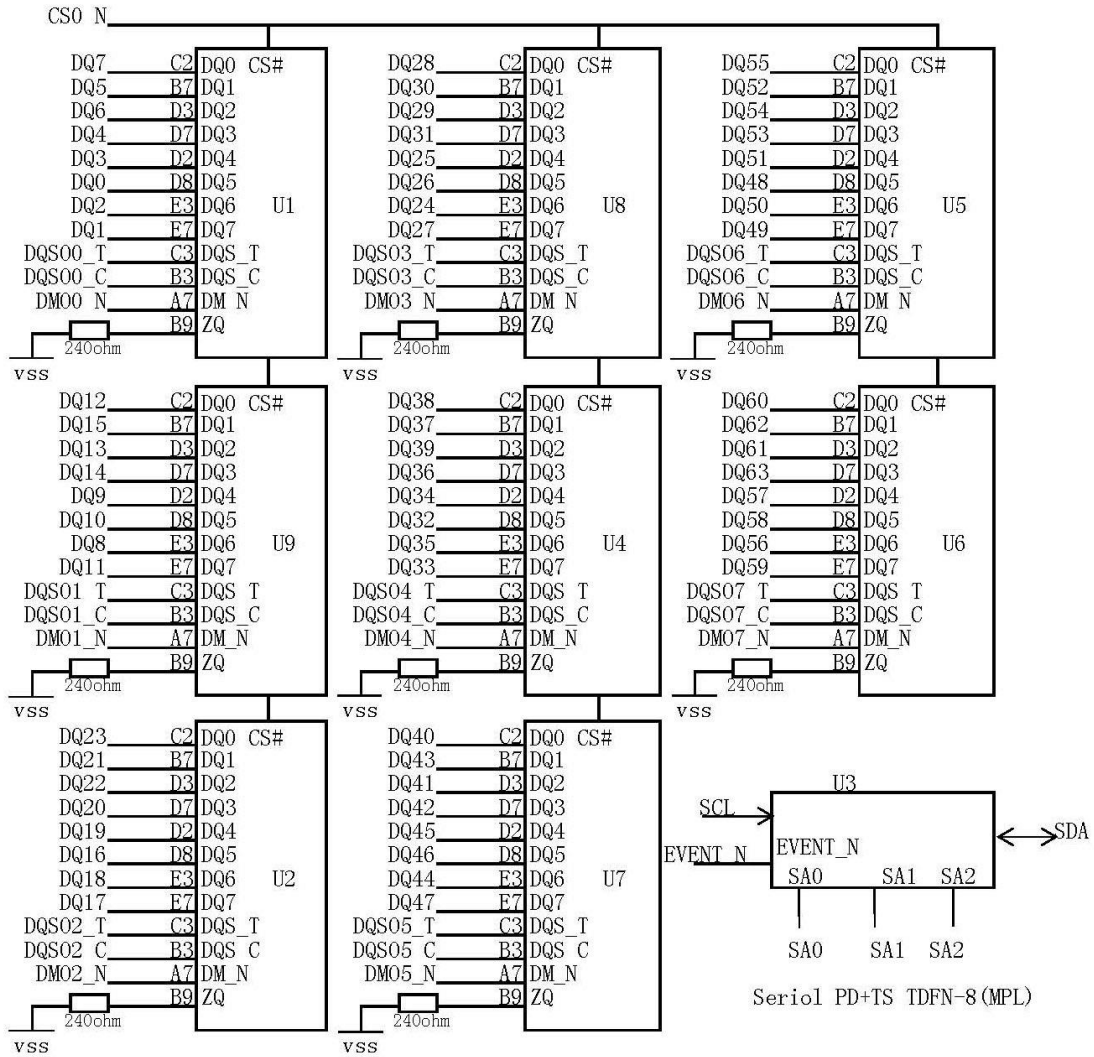 CS0 N
DQ7 C2 DQ0 CS#
DQ5 B7 DQ1
DQ6 D3 DQ2
DQ4 D7 DQ3
DQ3 D2 DQ4
DQ0 D8 DQ5
DQ2 E3 DQ6 U1
DQ1 E7 DQ7
DQS00_T C3 DQS_T
DQS00_C B3 DQS_C
DM00_N A7 DM N
B9 ZQ
240ohm
vss
DQ28 C2 DQ0 CS#
DQ30 B7 DQ1
DQ29 D3 DQ2
DQ31 D7 DQ3
DQ25 D2 DQ4
DQ26 D8 DQ5
DQ24 E3 DQ6 U8
DQ27 E7 DQ7
DQS03_T C3 DQS_T
DQS03_C B3 DQS_C
DM03_N A7 DM N
B9 ZQ
240ohm
vss
DQ55 C2 DQ0 CS#
DQ52 B7 DQ1
DQ54 D3 DQ2
DQ53 D7 DQ3
DQ51 D2 DQ4
DQ48 D8 DQ5
DQ50 E3 DQ6 U5
DQ49 E7 DQ7
DQS06_T C3 DQS_T
DQS06_C B3 DQS_C
DM06_N A7 DM N
B9 ZQ
240ohm
vss
DQ12 C2 DQ0 CS#
DQ15 B7 DQ1
DQ13 D3 DQ2
DQ14 D7 DQ3
DQ9 D2 DQ4
DQ10 D8 DQ5
DQ8 E3 DQ6 U9
DQ11 E7 DQ7
DQS01 T C3 DQS T
DQS01_C B3 DQS_C
DM01_N A7 DM_N
B9 ZQ
240ohm
vss
DQ38 C2 DQ0 CS#
DQ37 B7 DQ1
DQ39 D3 DQ2
DQ36 D7 DQ3
DQ34 D2 DQ4
DQ32 D8 DQ5
DQ35 E3 DQ6 U4
DQ33 E7 DQ7
DQS04 T C3 DQS T
DQS04_C B3 DQS_C
DM04_N A7 DM_N
B9 ZQ
240ohm
vss
DQ60 C2 DQ0 CS#
DQ62 B7 DQ1
DQ61 D3 DQ2
DQ63 D7 DQ3
DQ57 D2 DQ4
DQ58 D8 DQ5
DQ56 E3 DQ6 U6
DQ59 E7 DQ7
DQS07 T C3 DQS T
DQS07_C B3 DQS_C
DM07_N A7 DM_N
B9 ZQ
240ohm
vss
DQ23 C2 DQ0 CS#
DQ21 B7 DQ1
DQ22 D3 DQ2
DQ20 D7 DQ3
DQ19 D2 DQ4
DQ16 D8 DQ5
DQ18 E3 DQ6 U2
DQ17 E7 DQ7
DQS02_T C3 DQS_T
DQS02 C B3 DQS C
DM02_N A7 DM_N
B9 ZQ
240ohm
vss
DQ40 C2 DQ0 CS#
DQ43 B7 DQ1
DQ41 D3 DQ2
DQ42 D7 DQ3
DQ45 D2 DQ4
DQ46 D8 DQ5
DQ44 E3 DQ6 U7
DQ47 E7 DQ7
DQS05_T C3 DQS_T
DQS05 C B3 DQS C
DM05_N A7 DM_N
B9 ZQ
240ohm
vss
U3
SCL
SDA
EVENT N EVENT_N
SA0 SA1 SA2
SA0 SA1 SA2
Seriol PD+TS TDFN-8(MPL)